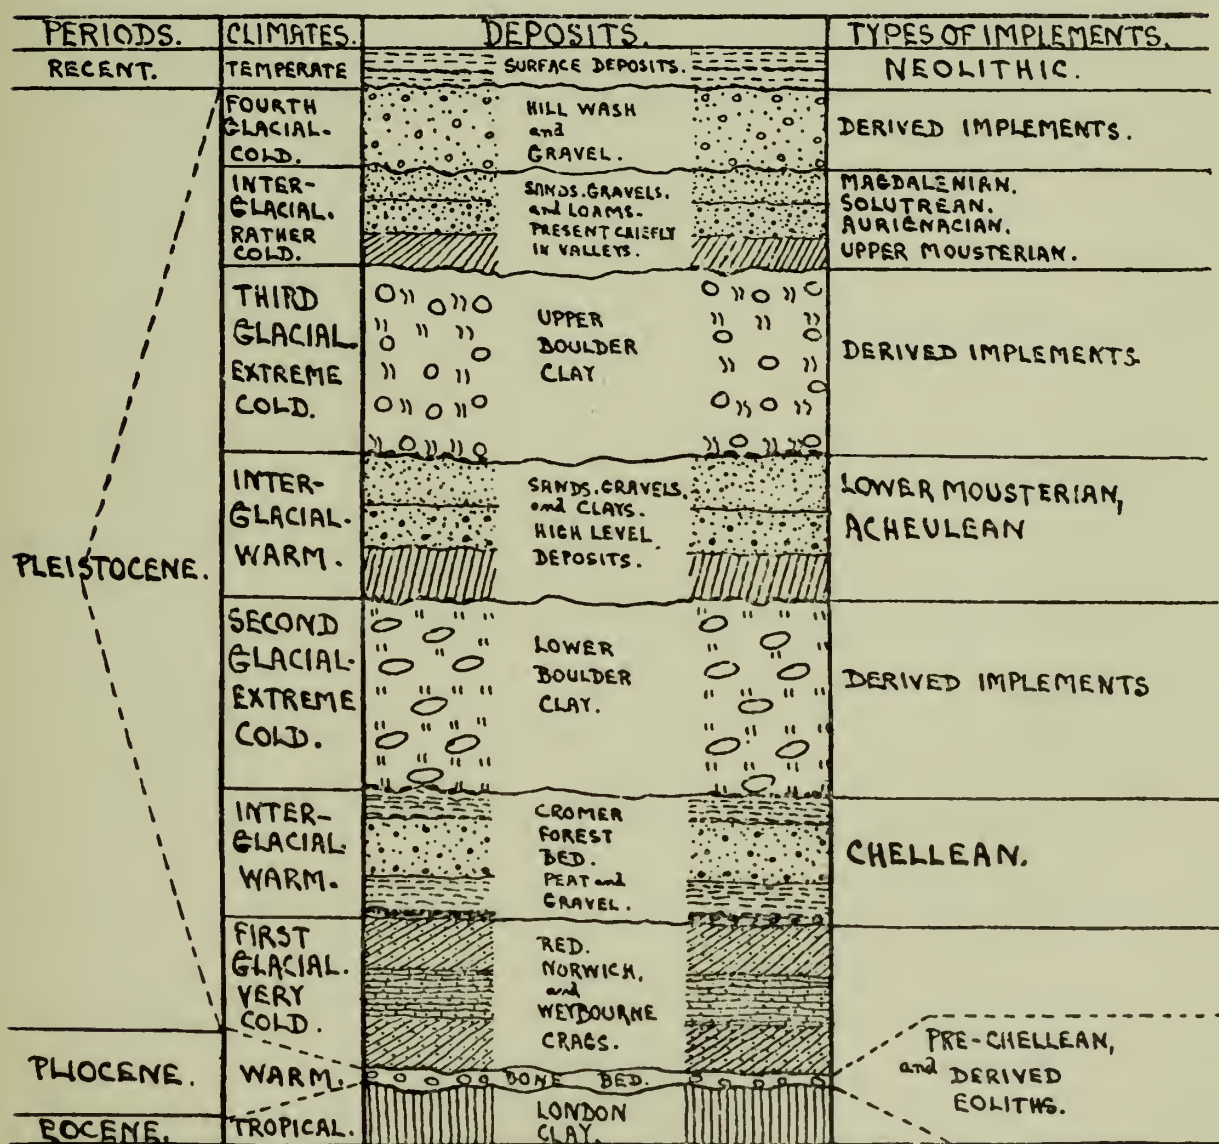 PERIODS. CLIMATES. DEPOSITS. TYPES OF IMPLEMENTS.
RECENT. TEMPERATE SURFACE DEPOSITS. NEOLITHIC.
PLEISTOCENE.
FOURTH
GLACIAL-
COLD.
HILL WASH
and
GRAVEL.
DERIVED IMPLEMENTS.
INTER-
GLACIAL.
RATHER
COLD.
SANDS. GRAVELS.
and LOAMS.
PRESENT CHIEFLY
IN VALLEYS.
MAGDALENIAN.
SOLUTREAN.
AURIGNACIAN.
UPPER MOUSTERIAN.
THIRD
GLACIAL.
EXTREME
COLD.
UPPER
BOULDER
CLAY
DERIVED IMPLEMENTS
INTER-
GLACIAL.
WARM.
SANDS. GRAVELS.
and CLAYS.
HIGH LEVEL
DEPOSITS.
LOWER MOUSTERIAN,
ACHEULEAN
SECOND
GLACIAL-
EXTREME
COLD.
LOWER
BOULDER
CLAY.
DERIVED IMPLEMENTS
INTER-
GLACIAL.
WARM.
CROMER
FOREST
BED.
PEAT and
GRAVEL.
CHELLEAN.
FIRST
GLACIAL.
VERY
COLD.
RED.
NORWICH,
and
WEYBOURNE
CRAGS.
PLIOCENE. WARM. BONE BED.
PRE-CHELLEAN,
and DERIVED
EOLITHS.
EOCENE. TROPICAL.
LONDON
CLAY.